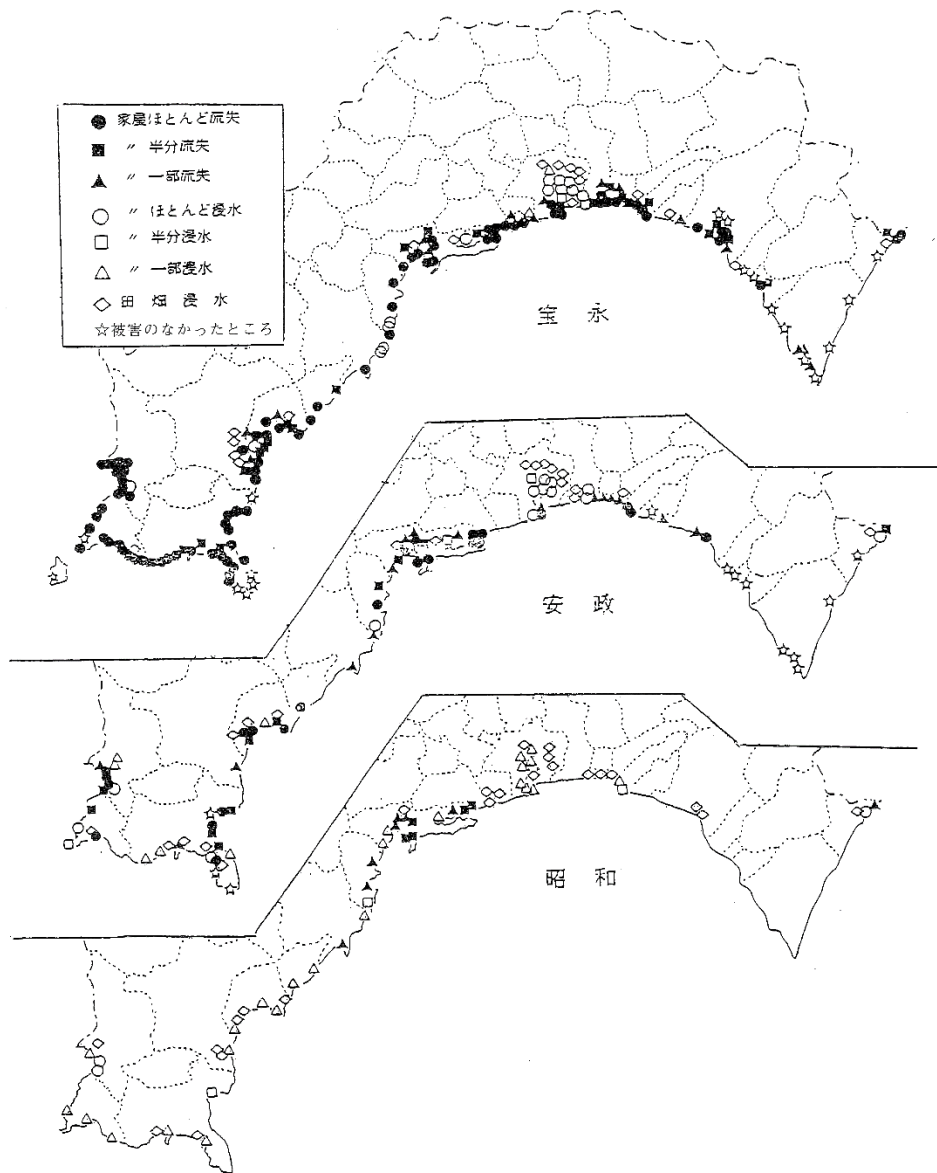 家屋ほとんど流失
〃 半分流失
〃 一部流失
〃 ほとんど浸水
〃 半分浸水
〃 一部浸水
田畑浸水
☆被害のなかったところ
宝永
安政
昭和